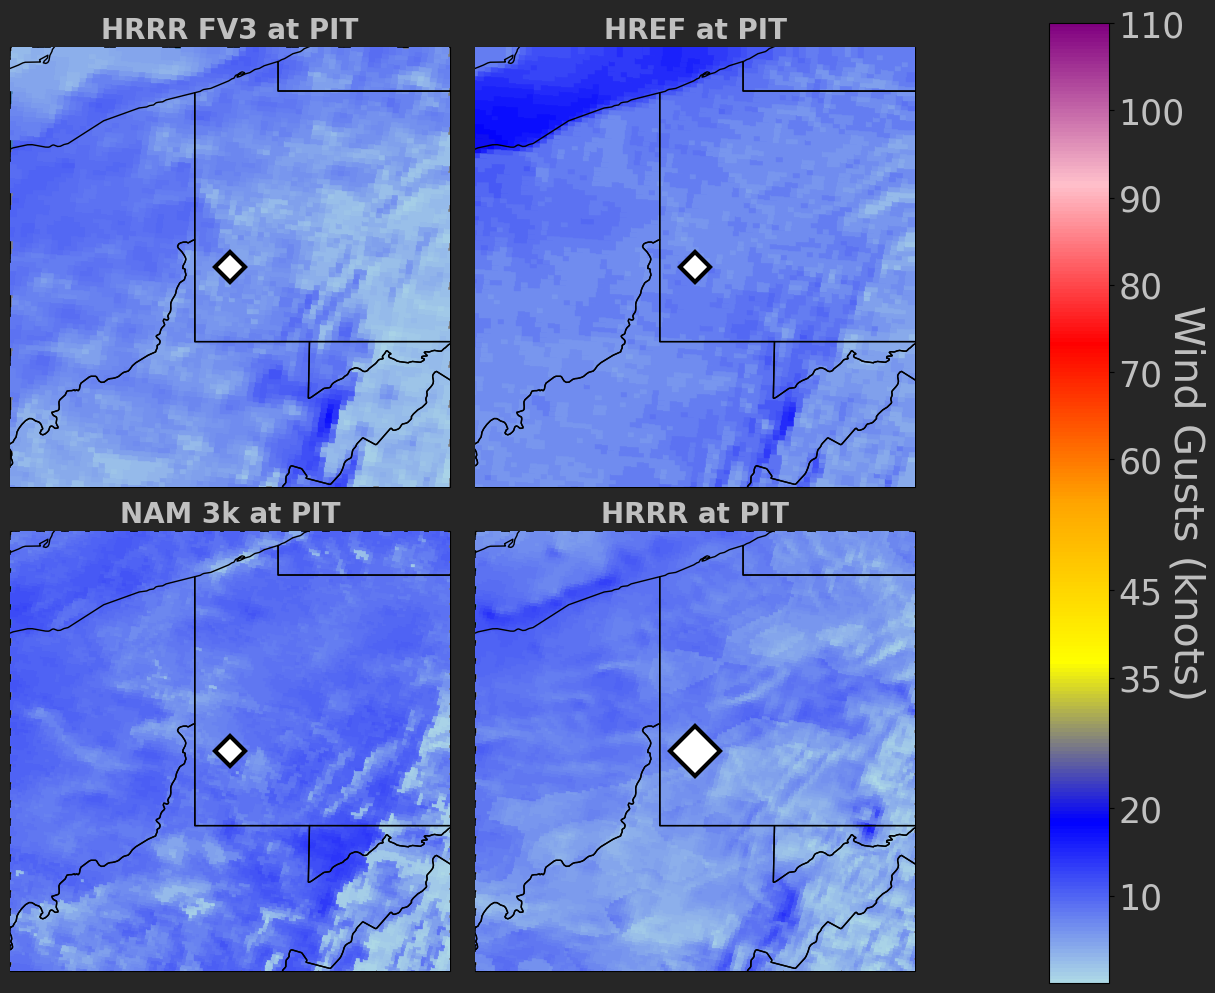 HRRR FV3 at PIT
HREF at PIT
NAM 3k at PIT
HRRR at PIT
110
100
90
80
70
60
45
35
20
10
Wind Gusts (knots)